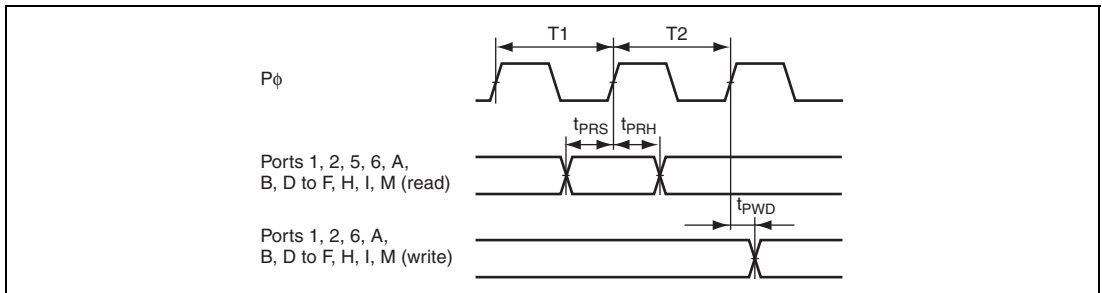 T1 T2
Pφ
tPRS tPRH
Ports 1, 2, 5, 6, A,
B, D to F, H, I, M (read)
tPWD
Ports 1, 2, 6, A,
B, D to F, H, I, M (write)